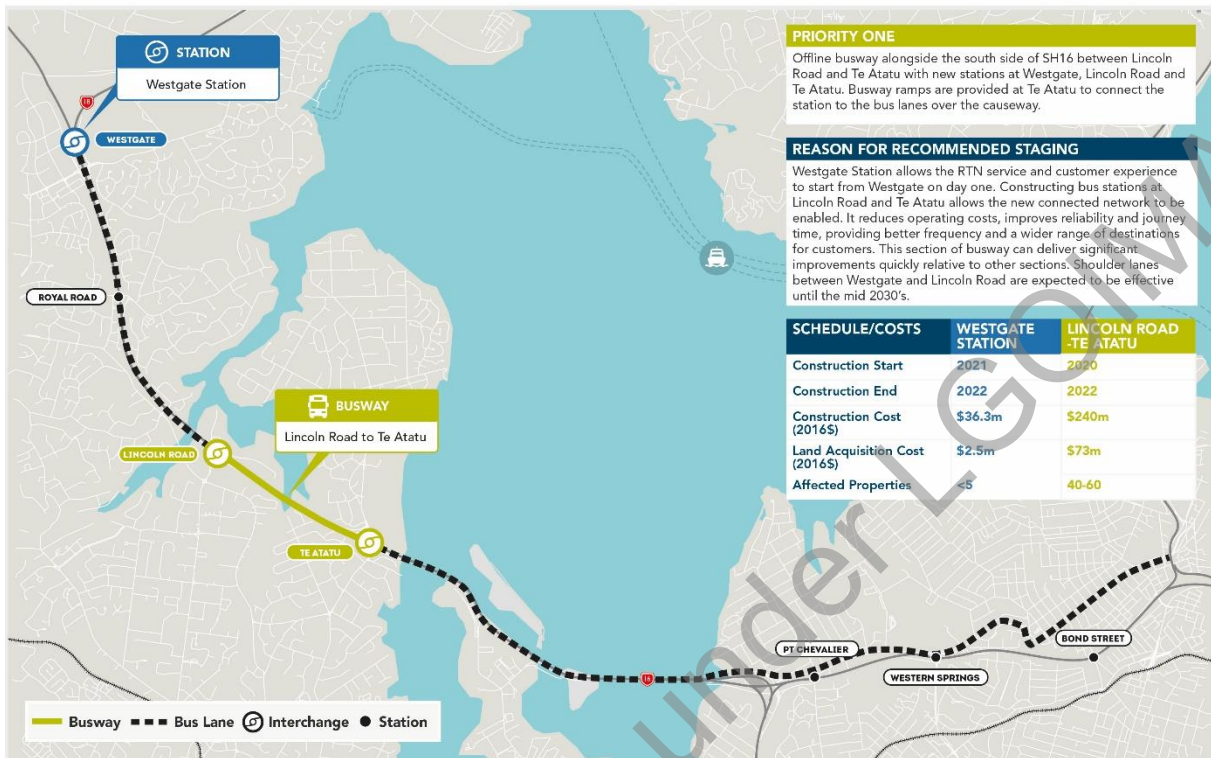 STATION
Westgate Station
18
WESTGATE
ROYAL ROAD
BUSWAY
Lincoln Road to Te Atatu
LINCOLN ROAD
TE ATATU
PT CHEVALIER
WESTERN SPRINGS
BOND STREET
Busway Bus Lane Interchange Station
PRIORITY ONE
Offline busway alongside the south side of SH16 between Lincoln
Road and Te Atatu with new stations at Westgate, Lincoln Road and
Te Atatu. Busway ramps are provided at Te Atatu to connect the
station to the bus lanes over the causeway.
REASON FOR RECOMMENDED STAGING
Westgate Station allows the RTN service and customer experience
to start from Westgate on day one. Constructing bus stations at
Lincoln Road and Te Atatu allows the new connected network to be
enabled. It reduces operating costs, improves reliability and journey
time, providing better frequency and a wider range of destinations
for customers. This section of busway can deliver significant
improvements quickly relative to other sections. Shoulder lanes
between Westgate and Lincoln Road are expected to be effective
until the mid 2030's.
SCHEDULE/COSTS WESTGATE STATION LINCOLN ROAD -TE ATATU
Construction Start 2021 2020
Construction End 2022 2022
Construction Cost (2016$) $36.3m $240m
Land Acquisition Cost (2016$) $2.5m $73m
Affected Properties <5 40-60
under LGOIMA